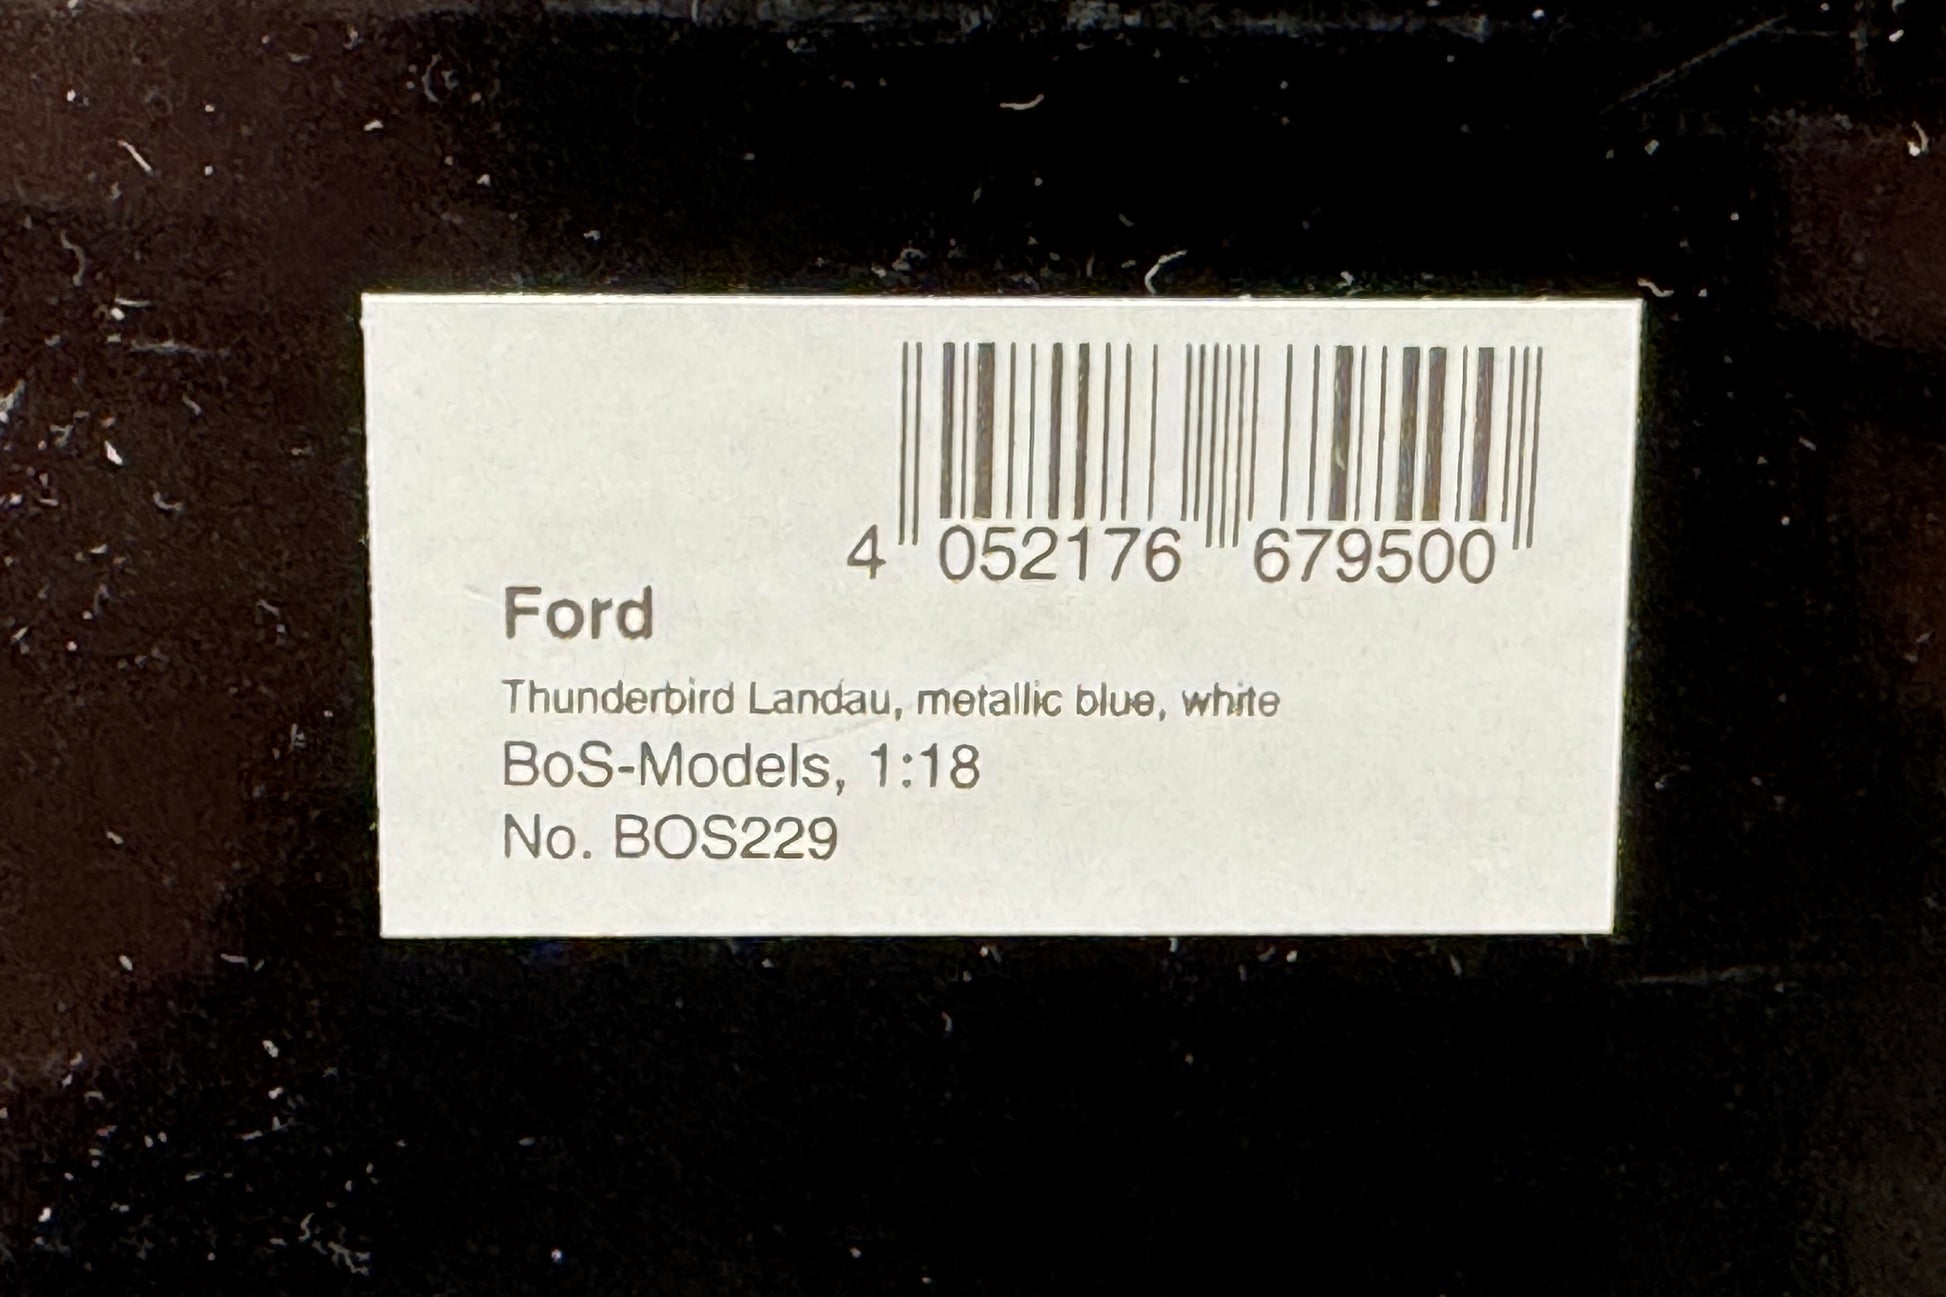 4 052176 679500
Ford
Thunderbird Landau, metallic blue, white
BoS-Models, 1:18
No. BOS229